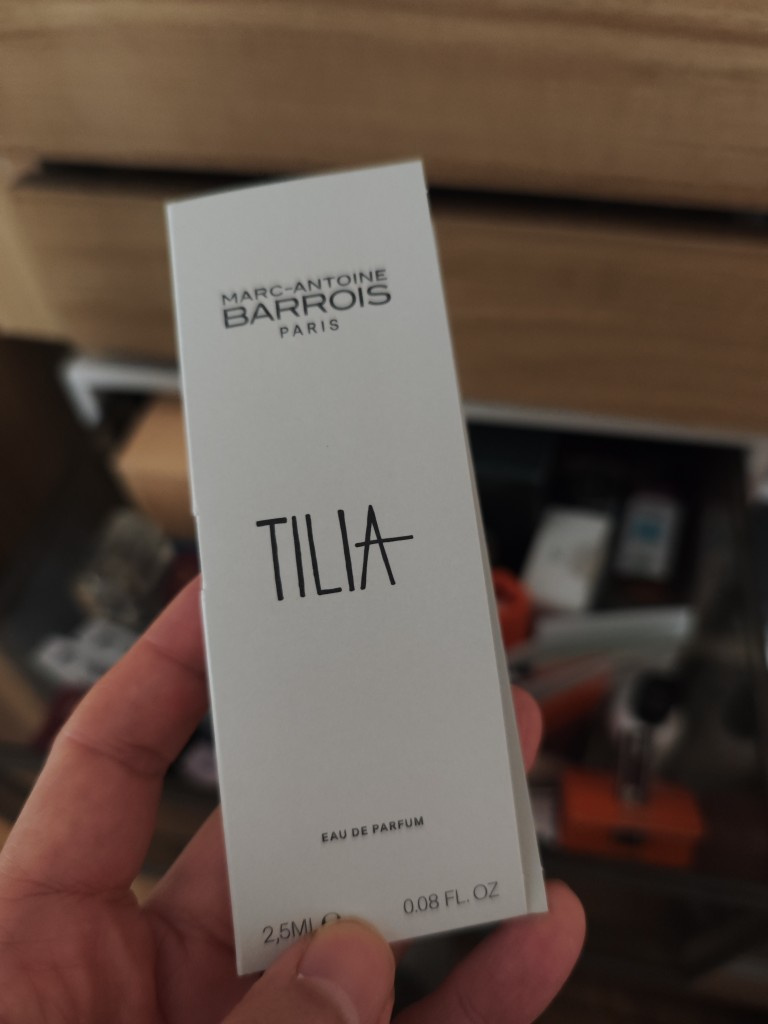 MARC-ANTOINE
BARROIS
PARIS
TILIA
EAU DE PARFUM
2,5ML ℮ 0.08 FL. OZ